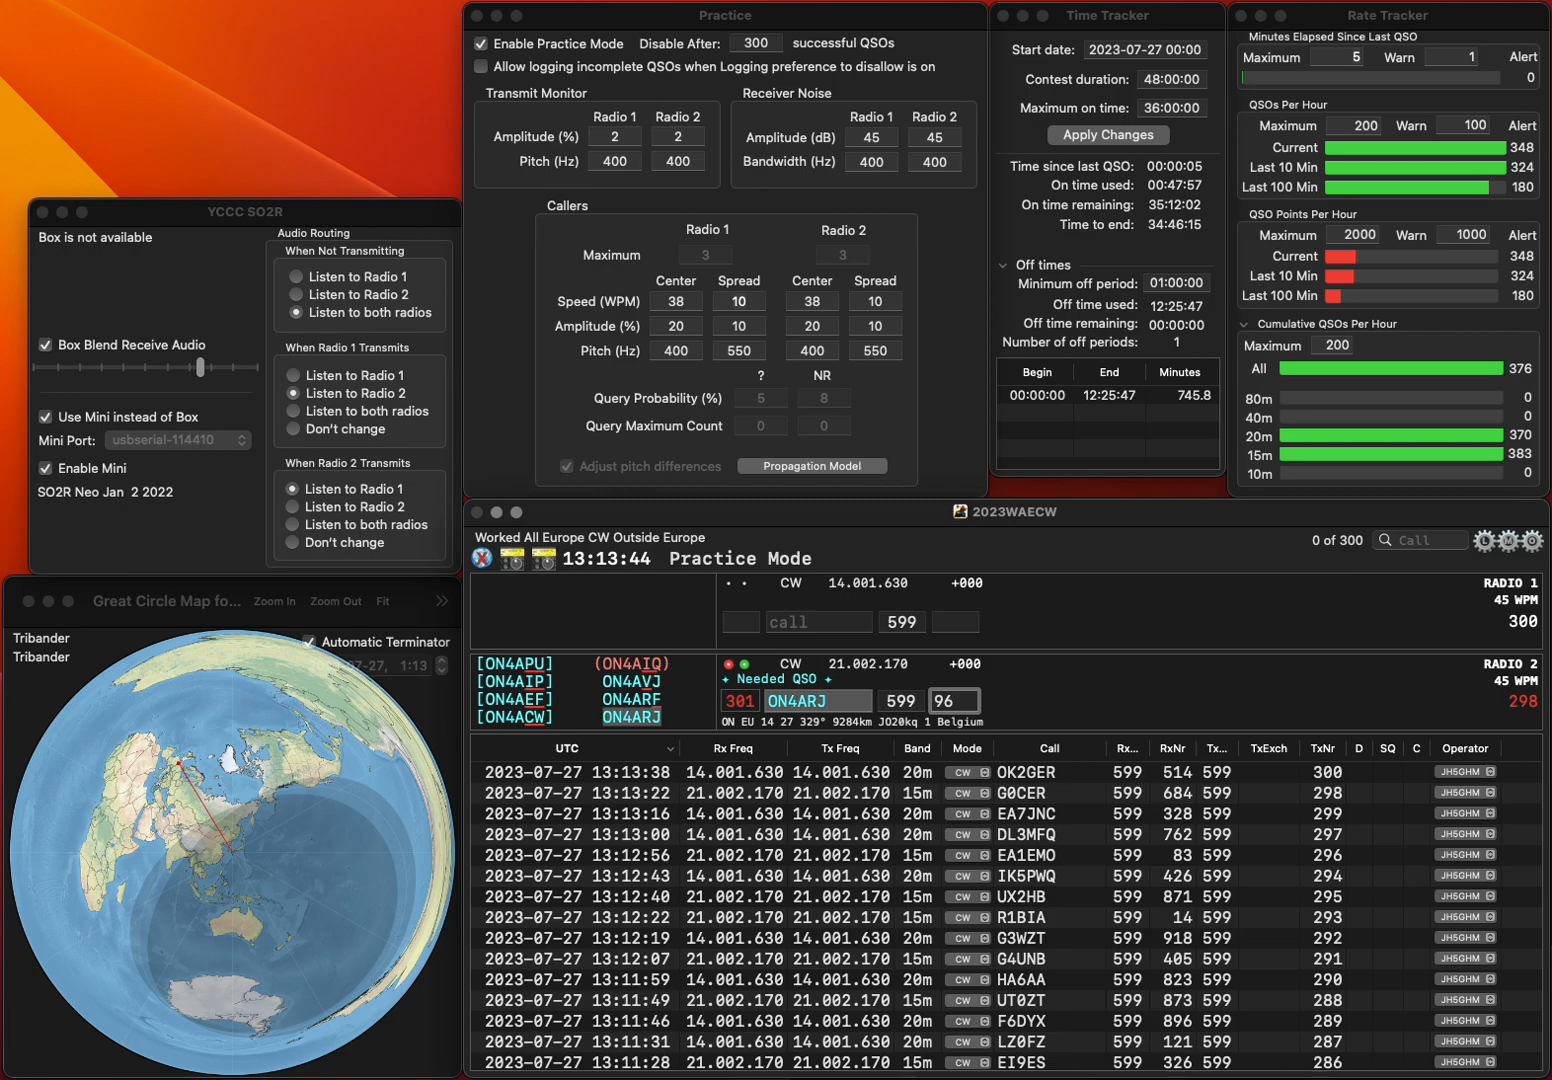 Practice
Enable Practice Mode Disable After: 300 successful QSOs
Allow logging incomplete QSOs when Logging preference to disallow is on
Transmit Monitor
Radio 1 Radio 2
Amplitude (%) 2 2
Pitch (Hz) 400 400
Receiver Noise
Radio 1 Radio 2
Amplitude (dB) 45 45
Bandwidth (Hz) 400 400
Callers
Radio 1 Radio 2
Maximum 3 3
Center Spread Center Spread
Speed (WPM) 38 10 38 10
Amplitude (%) 20 10 20 10
Pitch (Hz) 400 550 400 550
? NR
Query Probability (%) 5 8
Query Maximum Count 0 0
Adjust pitch differences Propagation Model
Time Tracker
Start date: 2023-07-27 00:00
Contest duration: 48:00:00
Maximum on time: 36:00:00
Apply Changes
Time since last QSO: 00:00:05
On time used: 00:47:57
On time remaining: 35:12:02
Time to end: 34:46:15
Off times
Minimum off period: 01:00:00
Off time used: 12:25:47
Off time remaining: 00:00:00
Number of off periods: 1
Begin End Minutes
00:00:00 12:25:47 745.8
Rate Tracker
Minutes Elapsed Since Last QSO
Maximum 5 Warn 1 Alert
0
QSOs Per Hour
Maximum 200 Warn 100 Alert
Current 348
Last 10 Min 324
Last 100 Min 180
QSO Points Per Hour
Maximum 2000 Warn 1000 Alert
Current 348
Last 10 Min 324
Last 100 Min 180
Cumulative QSOs Per Hour
Maximum 200
All 376
80m 0
40m 0
20m 370
15m 383
10m 0
YCCC SO2R
Box is not available
Box Blend Receive Audio
Use Mini instead of Box
Mini Port: usbserial-114410
Enable Mini
SO2R Neo Jan 2 2022
Audio Routing
When Not Transmitting
Listen to Radio 1
Listen to Radio 2
Listen to both radios
When Radio 1 Transmits
Listen to Radio 1
Listen to Radio 2
Listen to both radios
Don't change
When Radio 2 Transmits
Listen to Radio 1
Listen to Radio 2
Listen to both radios
Don't change
Great Circle Map fo... Zoom In Zoom Out Fit »
Tribander
Tribander
Automatic Terminator
-07-27, 1:13
2023WAECW
Worked All Europe CW Outside Europe
13:13:44 Practice Mode
0 of 300 Call L M O
CW 14.001.630 +000
call 599
RADIO 1
45 WPM
300
[ON4APU] (ON4AIQ)
[ON4AIP] ON4AVJ
[ON4AEF] ON4ARF
[ON4ACW] ON4ARJ
CW 21.002.170 +000
+ Needed QSO +
301 ON4ARJ 599 96
ON EU 14 27 329° 9284km JO20kq 1 Belgium
RADIO 2
45 WPM
298
UTC Rx Freq Tx Freq Band Mode Call Rx... RxNr Tx... TxExch TxNr D SQ C Operator
2023-07-27 13:13:38 14.001.630 14.001.630 20m CW OK2GER 599 514 599 300 JH5GHM
2023-07-27 13:13:22 21.002.170 21.002.170 15m CW G0CER 599 684 599 298 JH5GHM
2023-07-27 13:13:16 14.001.630 14.001.630 20m CW EA7JNC 599 328 599 299 JH5GHM
2023-07-27 13:13:00 14.001.630 14.001.630 20m CW DL3MFQ 599 762 599 297 JH5GHM
2023-07-27 13:12:56 21.002.170 21.002.170 15m CW EA1EMO 599 83 599 296 JH5GHM
2023-07-27 13:12:43 14.001.630 14.001.630 20m CW IK5PWQ 599 426 599 294 JH5GHM
2023-07-27 13:12:40 21.002.170 21.002.170 15m CW UX2HB 599 871 599 295 JH5GHM
2023-07-27 13:12:22 21.002.170 21.002.170 15m CW R1BIA 599 14 599 293 JH5GHM
2023-07-27 13:12:19 14.001.630 14.001.630 20m CW G3WZT 599 918 599 292 JH5GHM
2023-07-27 13:12:07 21.002.170 21.002.170 15m CW G4UNB 599 405 599 291 JH5GHM
2023-07-27 13:11:59 14.001.630 14.001.630 20m CW HA6AA 599 823 599 290 JH5GHM
2023-07-27 13:11:49 21.002.170 21.002.170 15m CW UT0ZT 599 873 599 288 JH5GHM
2023-07-27 13:11:46 14.001.630 14.001.630 20m CW F6DYX 599 896 599 289 JH5GHM
2023-07-27 13:11:31 14.001.630 14.001.630 20m CW LZ0FZ 599 121 599 287 JH5GHM
2023-07-27 13:11:28 21.002.170 21.002.170 15m CW EI9ES 599 326 599 286 JH5GHM